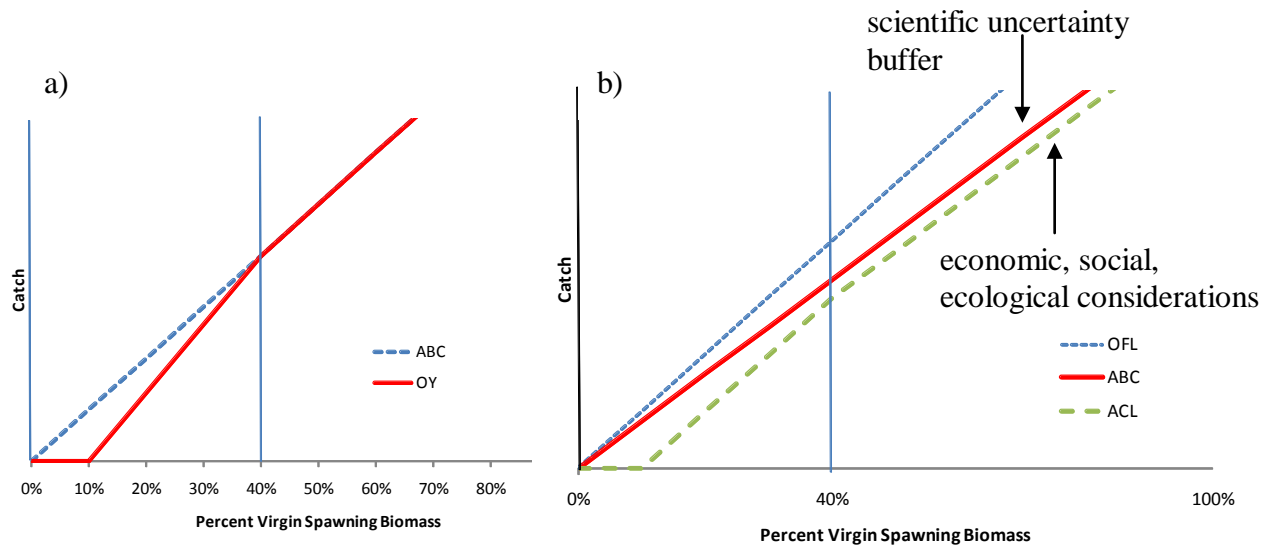 a)
Catch
ABC
OY
0% 10% 20% 30% 40% 50% 60% 70% 80%
Percent Virgin Spawning Biomass
b)
scientific uncertainty
buffer
economic, social,
ecological considerations
Catch
OFL
ABC
ACL
0% 40% 100%
Percent Virgin Spawning Biomass